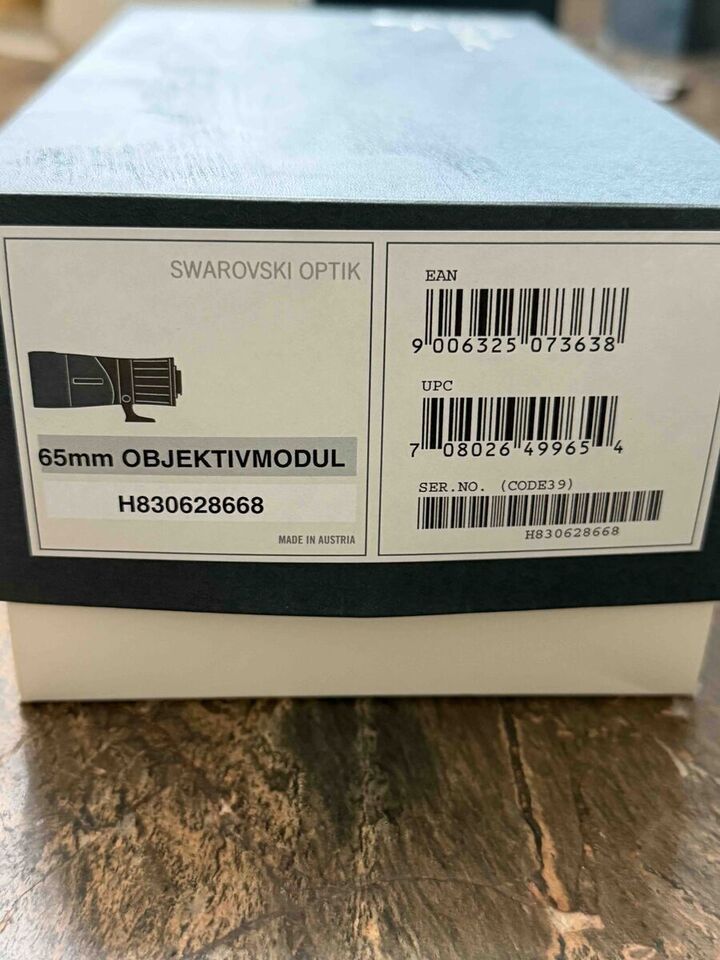 SWAROVSKI OPTIK
65mm OBJEKTIVMODUL
H830628668
MADE IN AUSTRIA
EAN
9 006325 073638
UPC
7 08026 49965 4
SER.NO. (CODE39)
H830628668